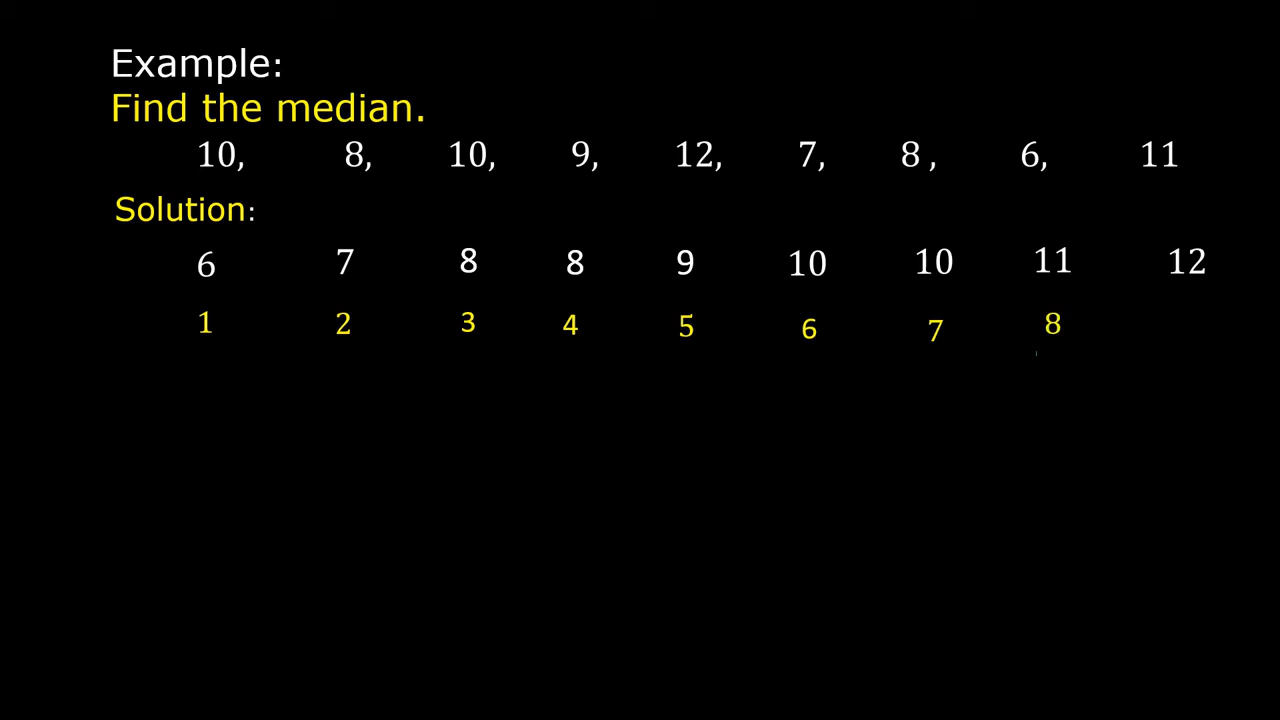 Example:
Find the median.
10, 8, 10, 9, 12, 7, 8 , 6, 11
Solution:
6 7 8 8 9 10 10 11 12
1 2 3 4 5 6 7 8